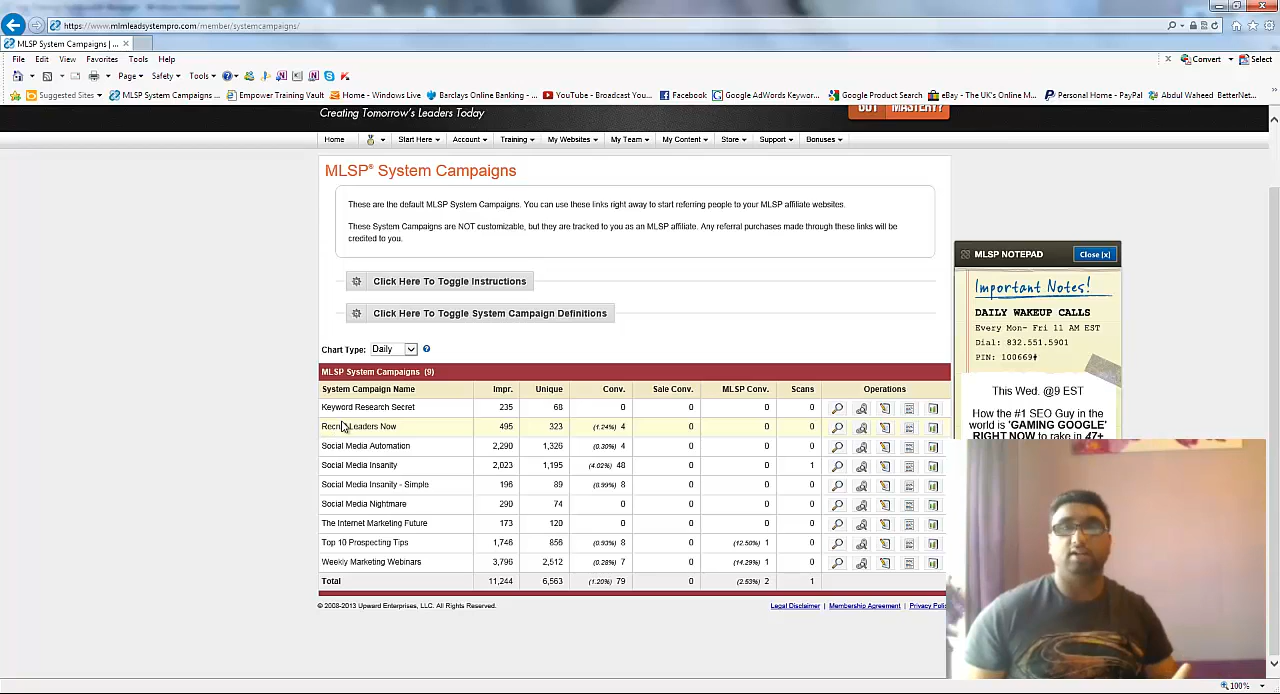 https://www.mlmleadsystempro.com/member/systemcampaigns/
MLSP System Campaigns | ...
File Edit View Favorites Tools Help
Convert Select
Page Safety Tools
Suggested Sites MLSP System Campaigns ... Empower Training Vault Home - Windows Live Barclays Online Banking - ... YouTube - Broadcast You... Facebook Google AdWords Keywor... Google Product Search eBay - The UK's Online M... Personal Home - PayPal Abdul Waheed BetterNet...
Creating Tomorrow's Leaders Today
Home Start Here Account Training My Websites My Team My Content Store Support Bonuses
MLSP® System Campaigns
These are the default MLSP System Campaigns. You can use these links right away to start referring people to your MLSP affiliate websites.
These System Campaigns are NOT customizable, but they are tracked to you as an MLSP affiliate. Any referral purchases made through these links will be
credited to you.
Click Here To Toggle Instructions
Click Here To Toggle System Campaign Definitions
Chart Type: Daily
MLSP System Campaigns (9)
System Campaign Name Impr. Unique Conv. Sale Conv. MLSP Conv. Scans Operations
Keyword Research Secret 235 68 0 0 0 0
Recruit Leaders Now 495 323 (1.24%) 4 0 0 0
Social Media Automation 2,290 1,326 (0.30%) 4 0 0 0
Social Media Insanity 2,023 1,195 (4.02%) 48 0 0 1
Social Media Insanity - Simple 196 89 (8.99%) 8 0 0 0
Social Media Nightmare 290 74 0 0 0 0
The Internet Marketing Future 173 120 0 0 0 0
Top 10 Prospecting Tips 1,746 856 (0.93%) 8 0 (12.50%) 1 0
Weekly Marketing Webinars 3,796 2,512 (0.28%) 7 0 (14.29%) 1 0
Total 11,244 6,563 (1.20%) 79 0 (2.53%) 2 1
© 2008-2013 Upward Enterprises, LLC. All Rights Reserved.
Legal Disclaimer | Membership Agreement | Privacy Poli
MLSP NOTEPAD Close [x]
Important Notes!
DAILY WAKEUP CALLS
Every Mon- Fri 11 AM EST
Dial: 832.551.5901
PIN: 100669#
This Wed. @9 EST
How the #1 SEO Guy in the
world is 'GAMING GOOGLE'
RIGHT NOW to rake in 47+
100%